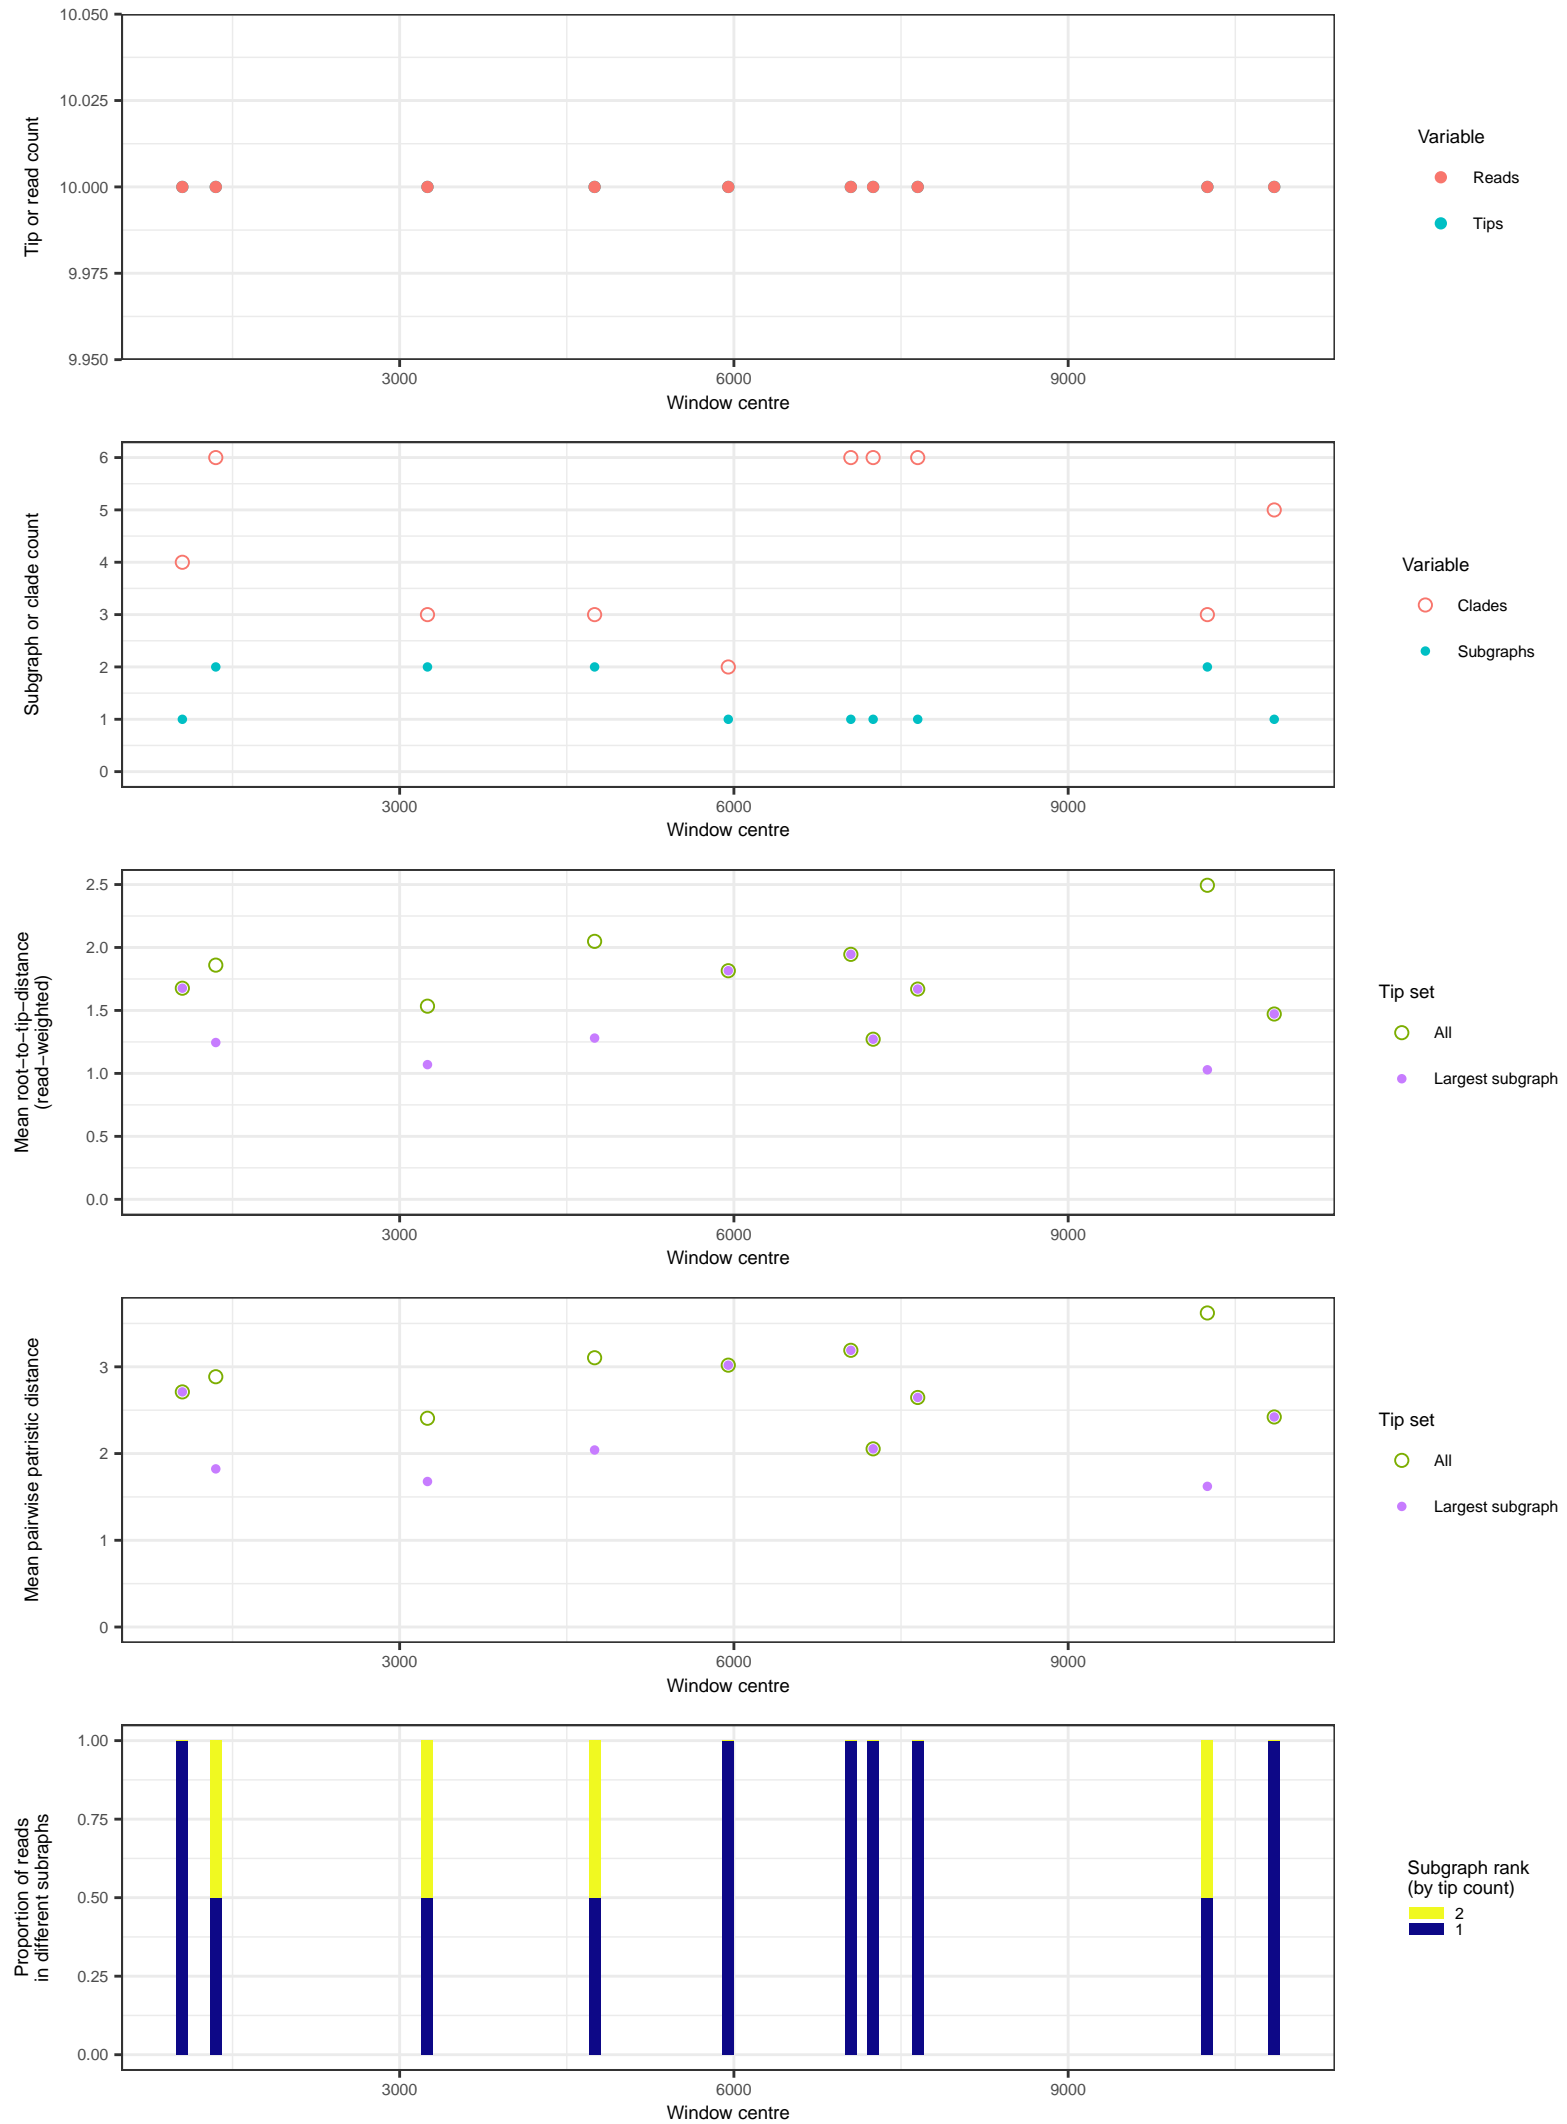 10.050
10.025
10.000
9.975
9.950
Tip or read count
3000
6000
9000
Window centre
Variable
Reads
Tips
6
5
4
3
2
1
0
Subgraph or clade count
3000
6000
9000
Window centre
Variable
Clades
Subgraphs
2.5
2.0
1.5
1.0
0.5
0.0
Mean root−to−tip−distance
(read−weighted)
3000
6000
9000
Window centre
Tip set
All
Largest subgraph
3
2
1
0
Mean pairwise patristic distance
3000
6000
9000
Window centre
Tip set
All
Largest subgraph
1.00
0.75
0.50
0.25
0.00
Proportion of reads
in different subraphs
3000
6000
9000
Window centre
Subgraph rank
(by tip count)
2
1